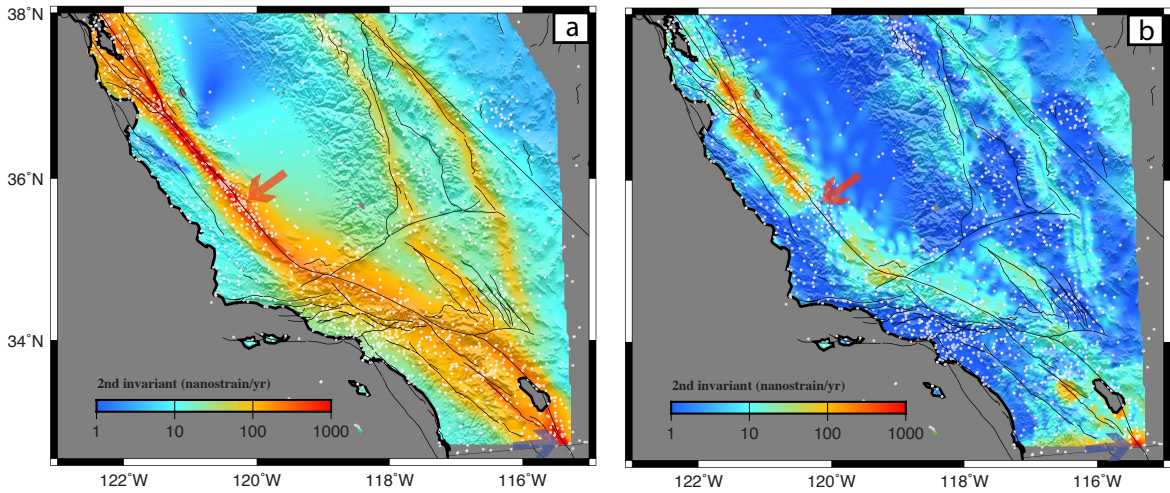 a
38˚N
36˚N
34˚N
2nd invariant (nanostrain/yr)
1 10 100 1000
122˚W 120˚W 118˚W 116˚W
b
2nd invariant (nanostrain/yr)
1 10 100 1000
122˚W 120˚W 118˚W 116˚W